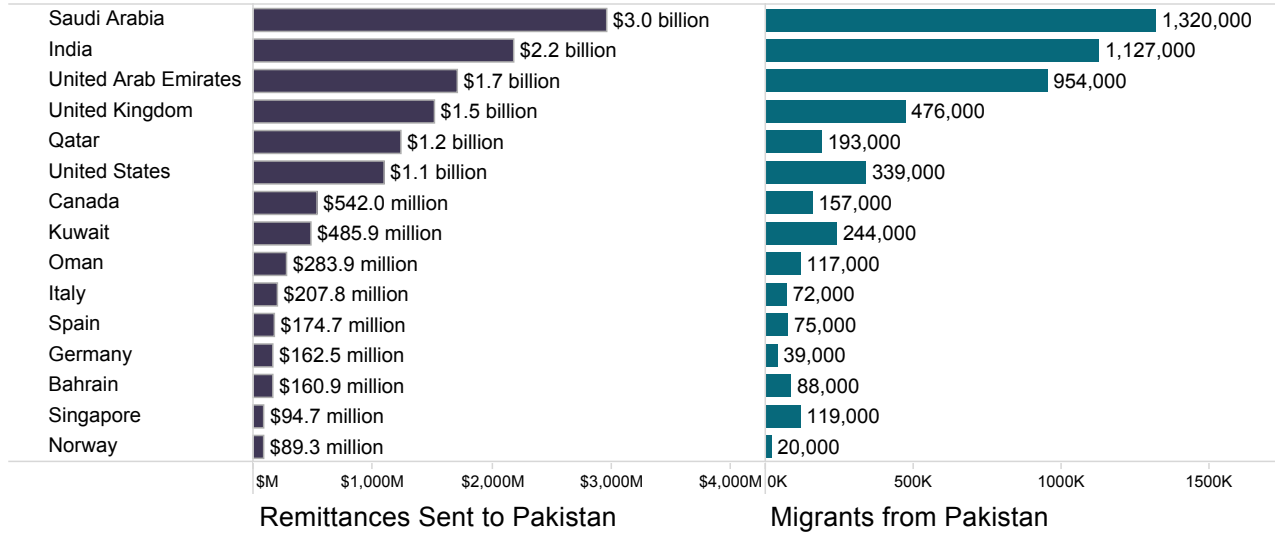 Saudi Arabia $3.0 billion 1,320,000
India $2.2 billion 1,127,000
United Arab Emirates $1.7 billion 954,000
United Kingdom $1.5 billion 476,000
Qatar $1.2 billion 193,000
United States $1.1 billion 339,000
Canada $542.0 million 157,000
Kuwait $485.9 million 244,000
Oman $283.9 million 117,000
Italy $207.8 million 72,000
Spain $174.7 million 75,000
Germany $162.5 million 39,000
Bahrain $160.9 million 88,000
Singapore $94.7 million 119,000
Norway $89.3 million 20,000
$M $1,000M $2,000M $3,000M $4,000M 0K 500K 1000K 1500K
Remittances Sent to Pakistan Migrants from Pakistan